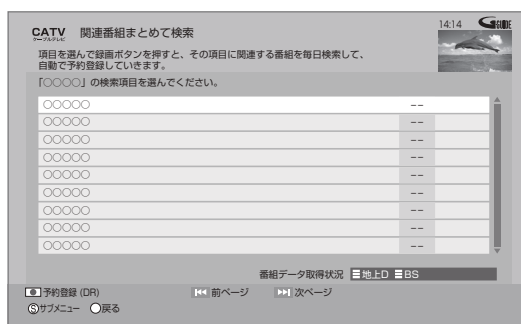 CATV 関連番組まとめて検索
ケーブルテレビ
14:14 GGUIDE
項目を選んで録画ボタンを押すと、その項目に関連する番組を毎日検索して、
自動で予約登録していきます。
「○○○○」の検索項目を選んでください。
○○○○○ −−
○○○○○ −−
○○○○○ −−
○○○○○ −−
○○○○○ −−
○○○○○ −−
○○○○○ −−
○○○○○ −−
○○○○○ −−
番組データ取得状況 地上D BS
予約登録 (DR) 前ページ 次ページ
Ⓢサブメニュー 戻る